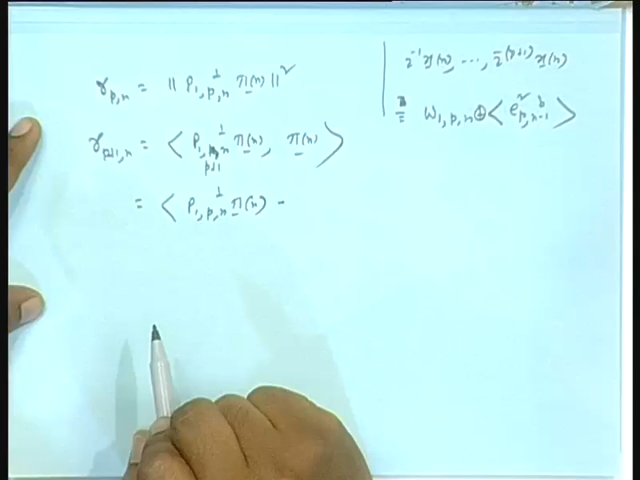 γ_{p,n} = || P^⊥_{1,p,n} π(n) ||²
γ_{p+1,n} = ⟨ P^⊥_{1,p+1,n} π(n), π(n) ⟩
= ⟨ P^⊥_{1,p,n} π(n) -
z^{-1} x(n), ..., z^{-(p+1)} x(n)
≡ W_{1,p,n} ⊕ ⟨ e^b_{p,n-1} ⟩